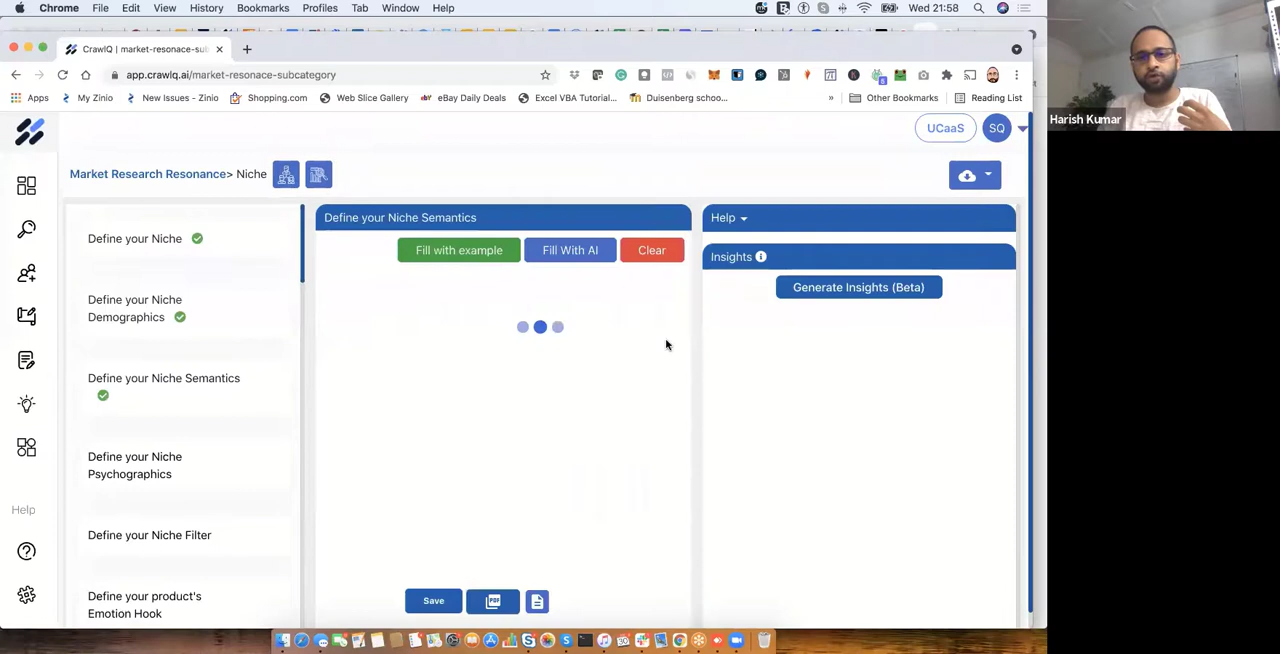 Chrome File Edit View History Bookmarks Profiles Tab Window Help Wed 21:58
CrawlQ | market-resonace-sub
app.crawlq.ai/market-resonace-subcategory
Apps My Zinio New Issues - Zinio Shopping.com Web Slice Gallery eBay Daily Deals Excel VBA Tutorial... Duisenberg schoo... » Other Bookmarks Reading List
Harish Kumar
UCaaS SQ
Market Research Resonance> Niche
Define your Niche
Define your Niche
Demographics
Define your Niche Semantics
Define your Niche
Psychographics
Define your Niche Filter
Define your product's
Emotion Hook
Help
Define your Niche Semantics
Fill with example Fill With AI Clear
Save PDF
Help
Insights
Generate Insights (Beta)